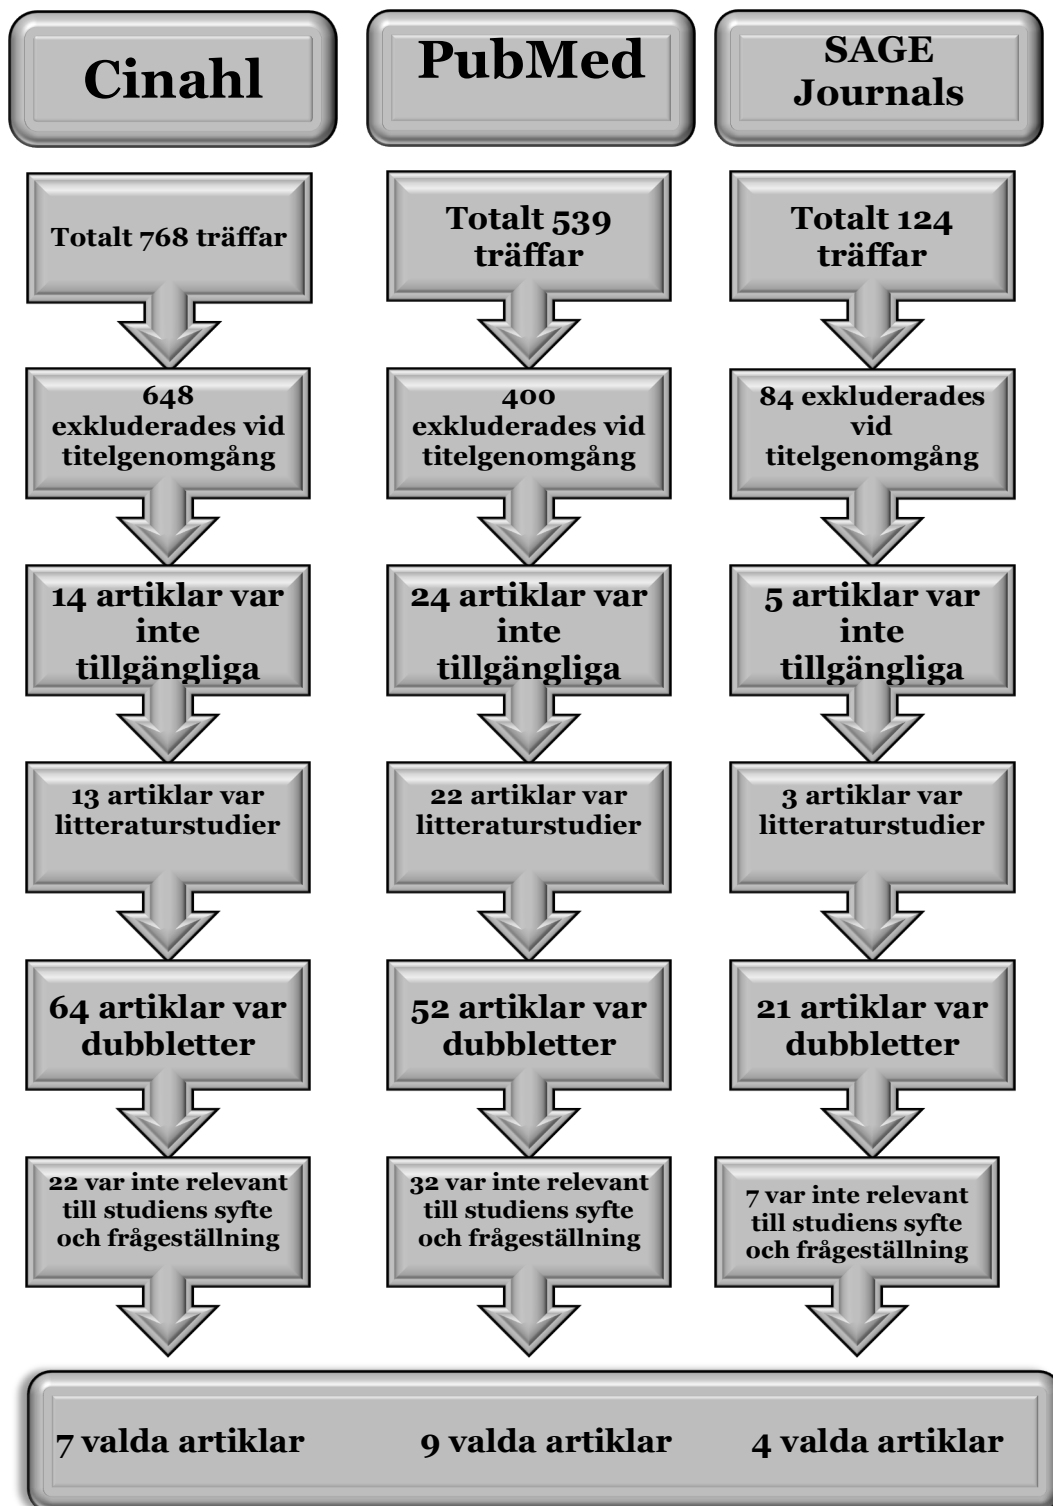 Cinahl
Totalt 768 träffar
648
exkluderades vid
titelgenomgång
14 artiklar var
inte
tillgängliga
13 artiklar var
litteraturstudier
64 artiklar var
dubbletter
22 var inte relevant
till studiens syfte
och frågeställning
7 valda artiklar
PubMed
Totalt 539
träffar
400
exkluderades vid
titelgenomgång
24 artiklar var
inte
tillgängliga
22 artiklar var
litteraturstudier
52 artiklar var
dubbletter
32 var inte relevant
till studiens syfte
och frågeställning
9 valda artiklar
SAGE
Journals
Totalt 124
träffar
84 exkluderades
vid
titelgenomgång
5 artiklar var
inte
tillgängliga
3 artiklar var
litteraturstudier
21 artiklar var
dubbletter
7 var inte relevant
till studiens syfte
och frågeställning
4 valda artiklar